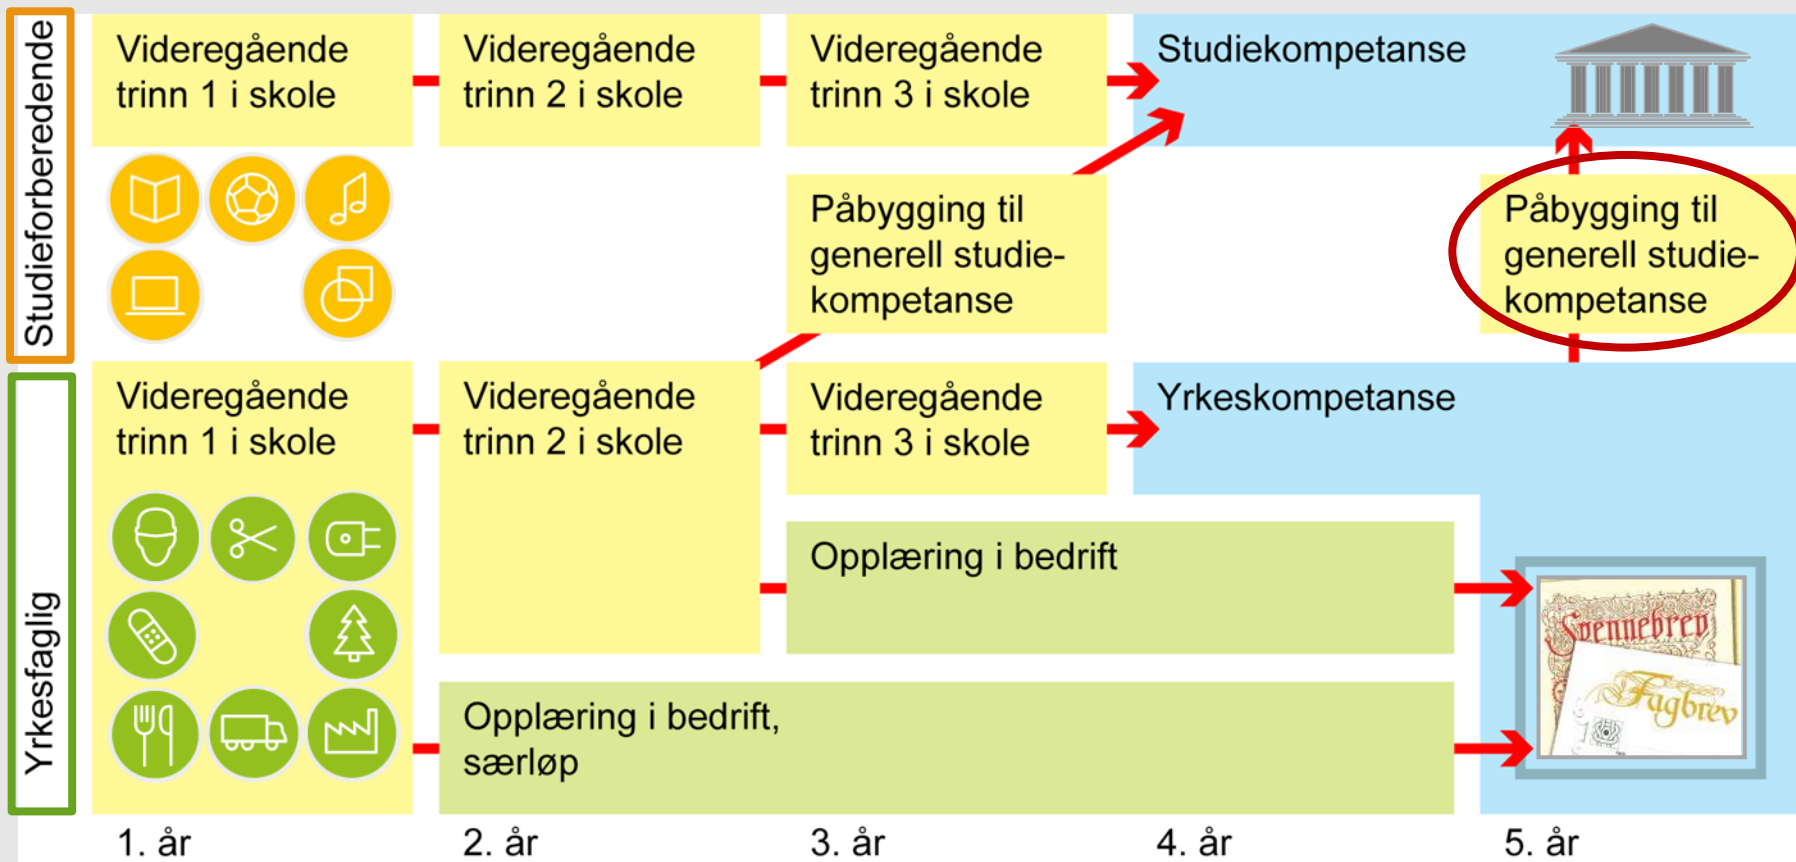 Studieforberedende
Videregående
trinn 1 i skole
Videregående
trinn 2 i skole
Videregående
trinn 3 i skole
Studiekompetanse
Påbygging til
generell studie-
kompetanse
Påbygging til
generell studie-
kompetanse
Yrkesfaglig
Videregående
trinn 1 i skole
Videregående
trinn 2 i skole
Videregående
trinn 3 i skole
Yrkeskompetanse
Opplæring i bedrift
Svennebrev
Fagbrev
Opplæring i bedrift,
særløp
1. år
2. år
3. år
4. år
5. år